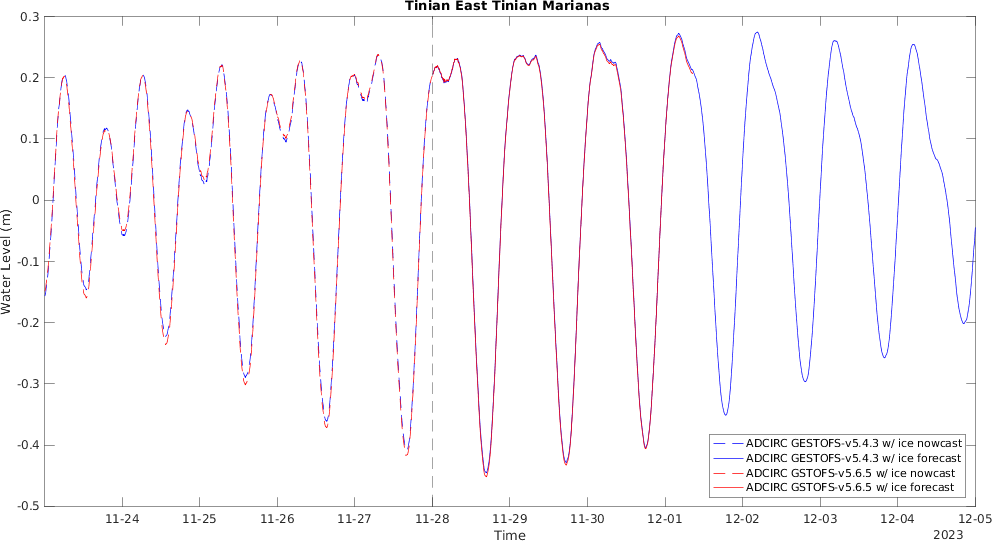 Tinian East Tinian Marianas
0.3
0.2
0.1
0
-0.1
-0.2
-0.3
-0.4
-0.5
Water Level (m)
ADCIRC GESTOFS-v5.4.3 w/ ice nowcast
ADCIRC GESTOFS-v5.4.3 w/ ice forecast
ADCIRC GSTOFS-v5.6.5 w/ ice nowcast
ADCIRC GSTOFS-v5.6.5 w/ ice forecast
11-24 11-25 11-26 11-27 11-28 11-29 11-30 12-01 12-02 12-03 12-04 12-05
Time
2023